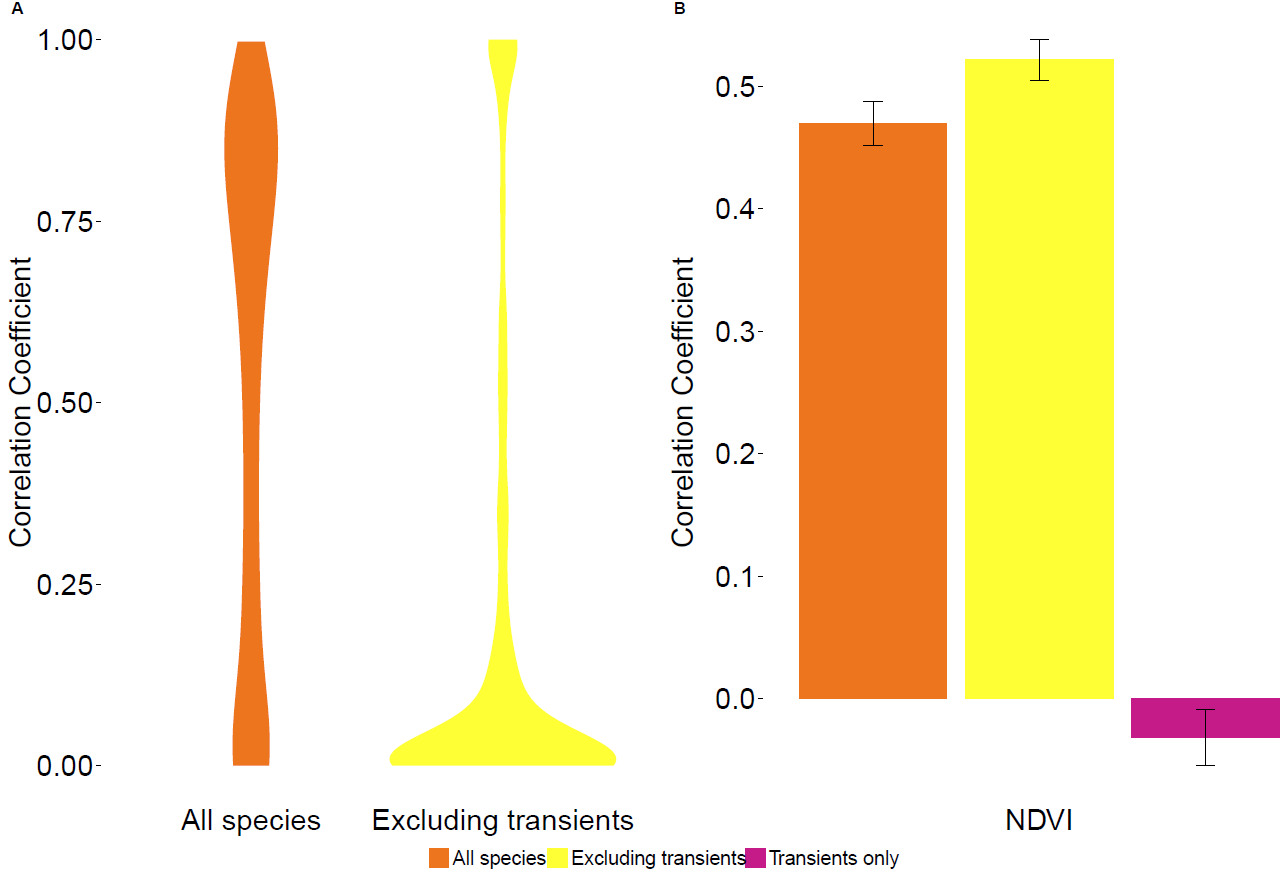 A
1.00
0.75
0.50
0.25
0.00
Correlation Coefficient
All species
Excluding transients
B
0.5
0.4
0.3
0.2
0.1
0.0
Correlation Coefficient
NDVI
All species Excluding transients Transients only